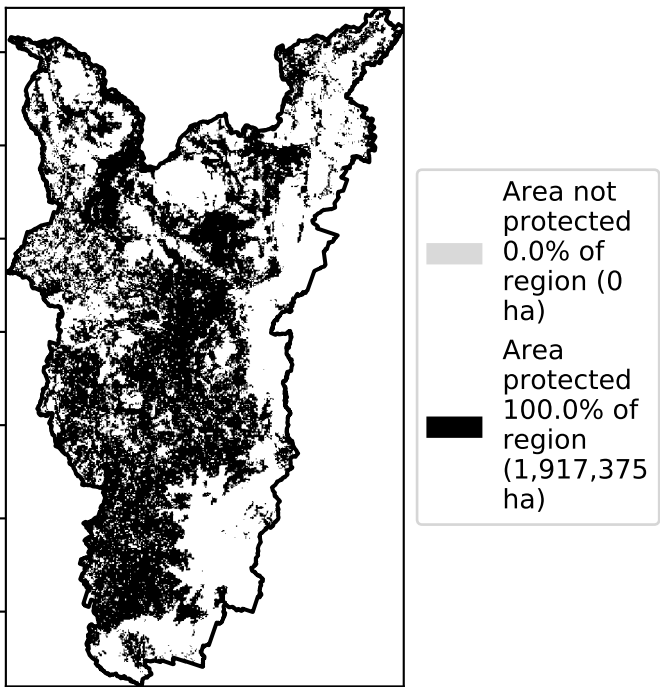 Area not
protected
0.0% of
region (0
ha)
Area
protected
100.0% of
region
(1,917,375
ha)